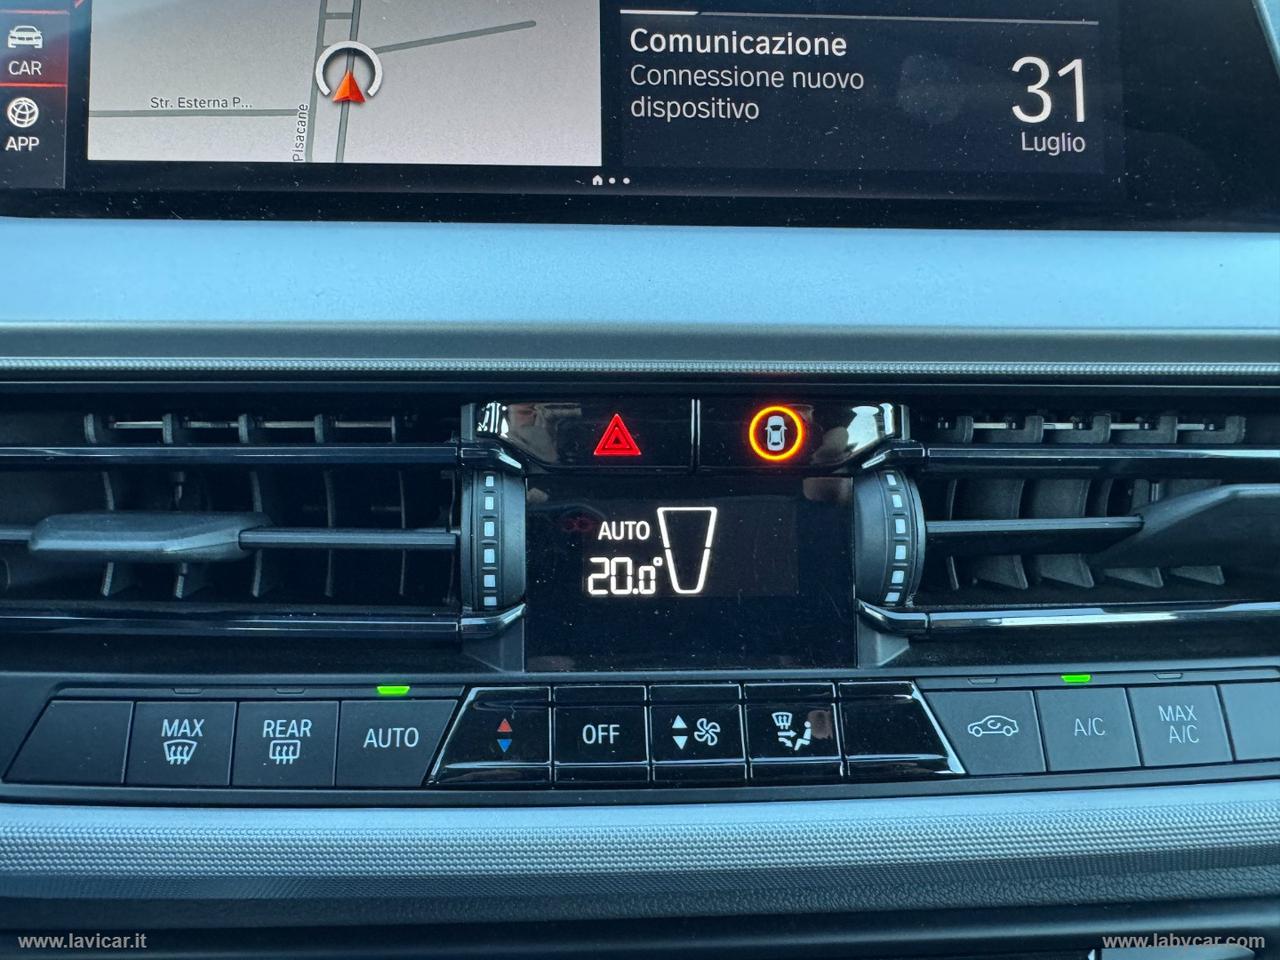 CAR
APP
Str. Esterna P...
Pisacane
Comunicazione
Connessione nuovo
dispositivo
31
Luglio
AUTO
20.0°
MAX
REAR
AUTO
OFF
A/C
MAX
A/C
www.lavicar.it
www.labycar.com